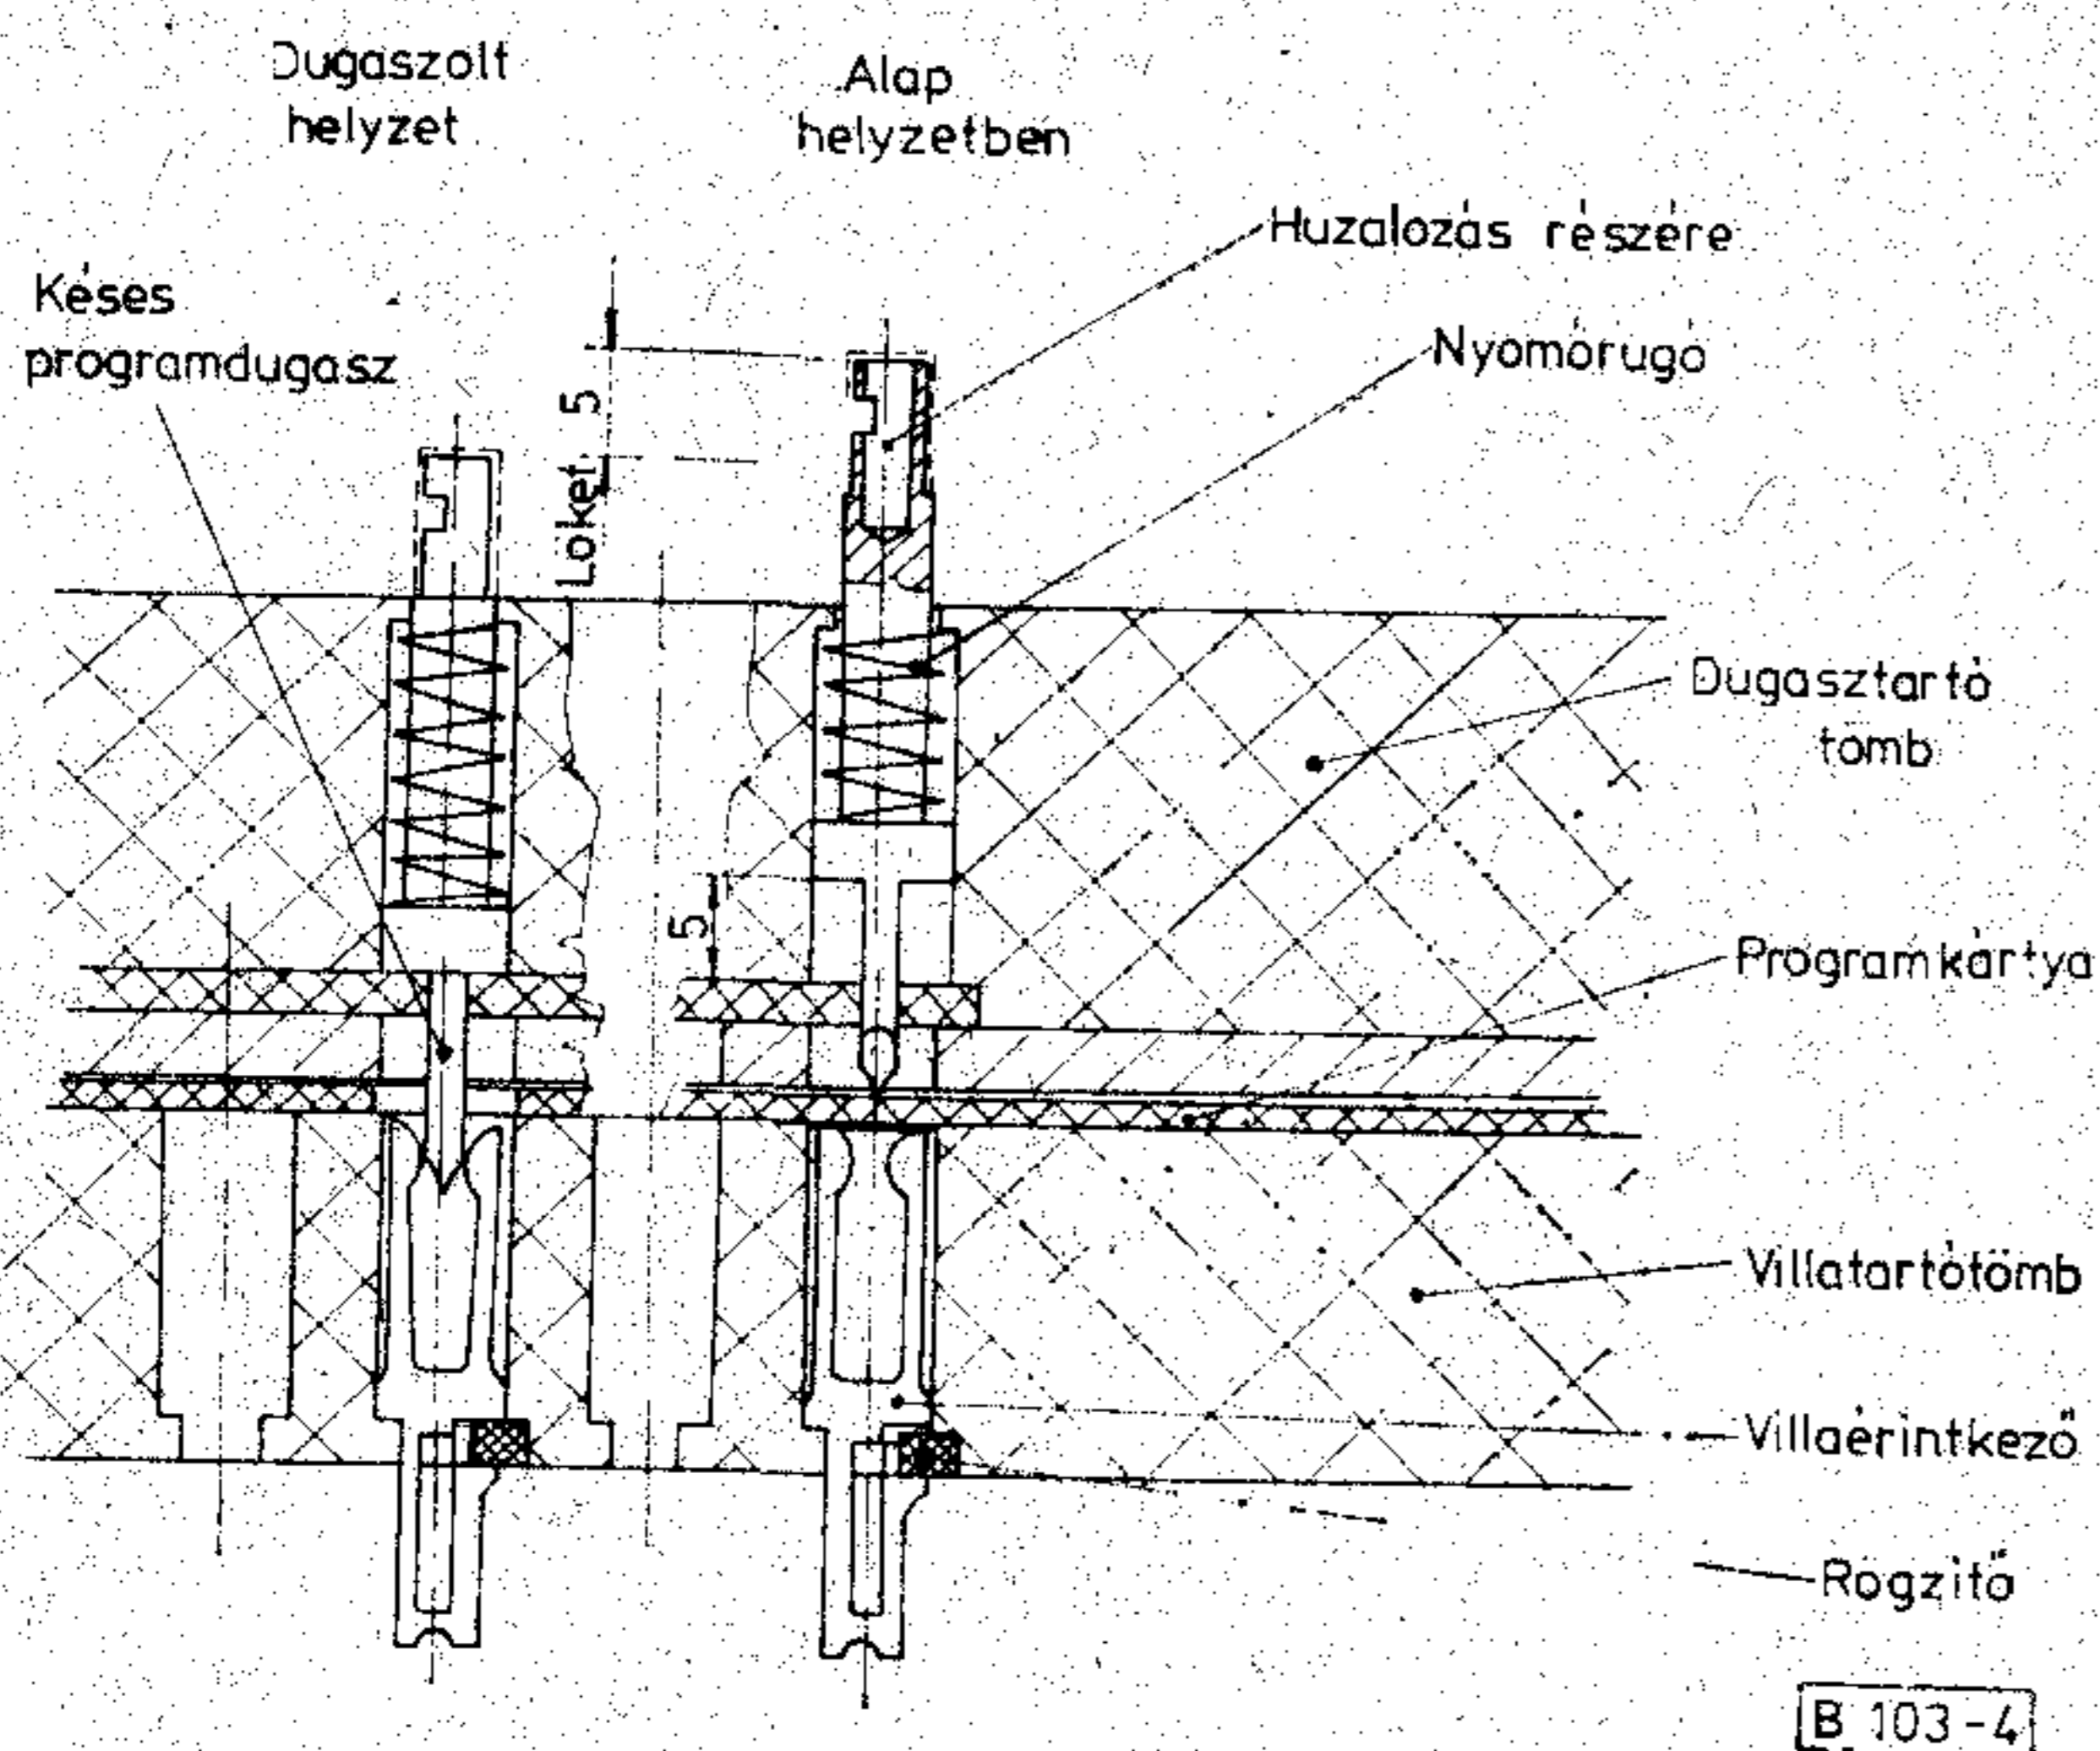 Dugaszolt
helyzet
Alap
helyzetben
Késes
programdugasz
Huzalozás részére
Nyomórugó
5
Löket
Dugasztartó
tömb
5
Programkártya
Villatartótömb
Villaérintkező
Rögzítő
B 103-4